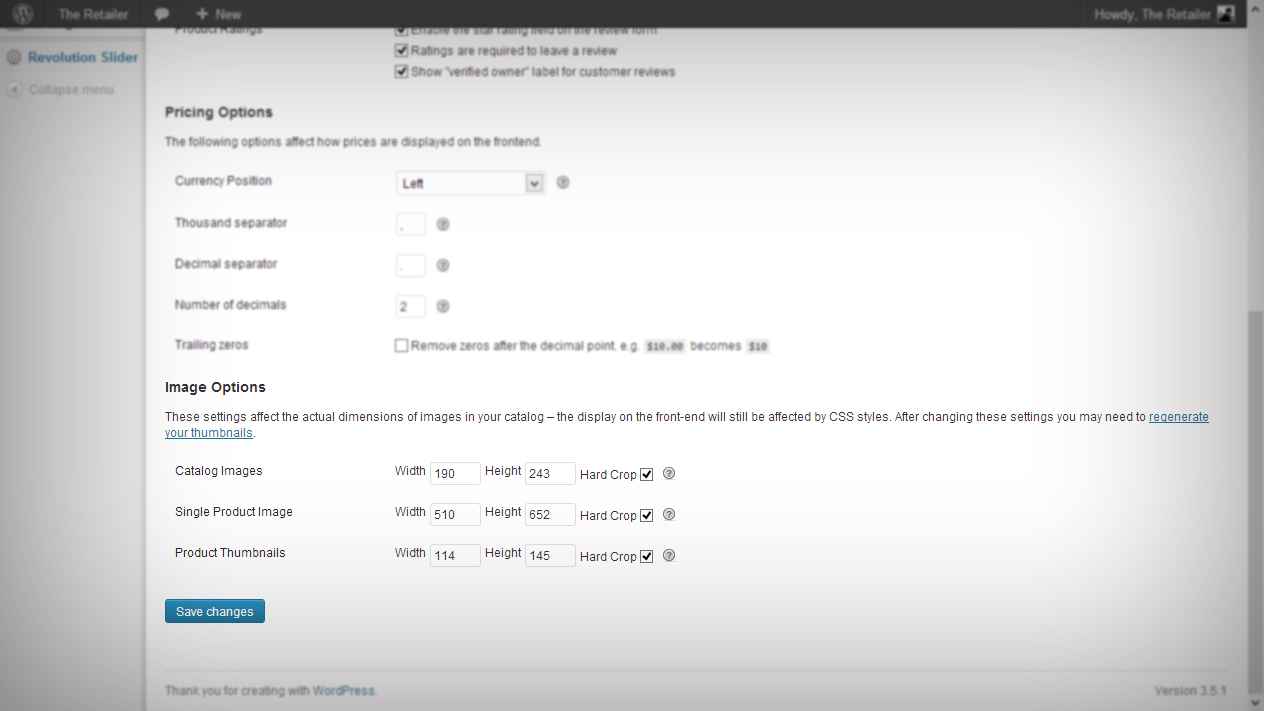 The Retailer
New
Howdy, The Retailer
Revolution Slider
Collapse menu
Product Ratings
Enable the star rating field on the review form
Ratings are required to leave a review
Show "verified owner" label for customer reviews
Pricing Options
The following options affect how prices are displayed on the frontend.
Currency Position
Left
Thousand separator
,
Decimal separator
.
Number of decimals
2
Trailing zeros
Remove zeros after the decimal point. e.g. $10.00 becomes $10
Image Options
These settings affect the actual dimensions of images in your catalog – the display on the front-end will still be affected by CSS styles. After changing these settings you may need to regenerate
your thumbnails.
Catalog Images Width 190 Height 243 Hard Crop
Single Product Image Width 510 Height 652 Hard Crop
Product Thumbnails Width 114 Height 145 Hard Crop
Save changes
Thank you for creating with WordPress.
Version 3.5.1